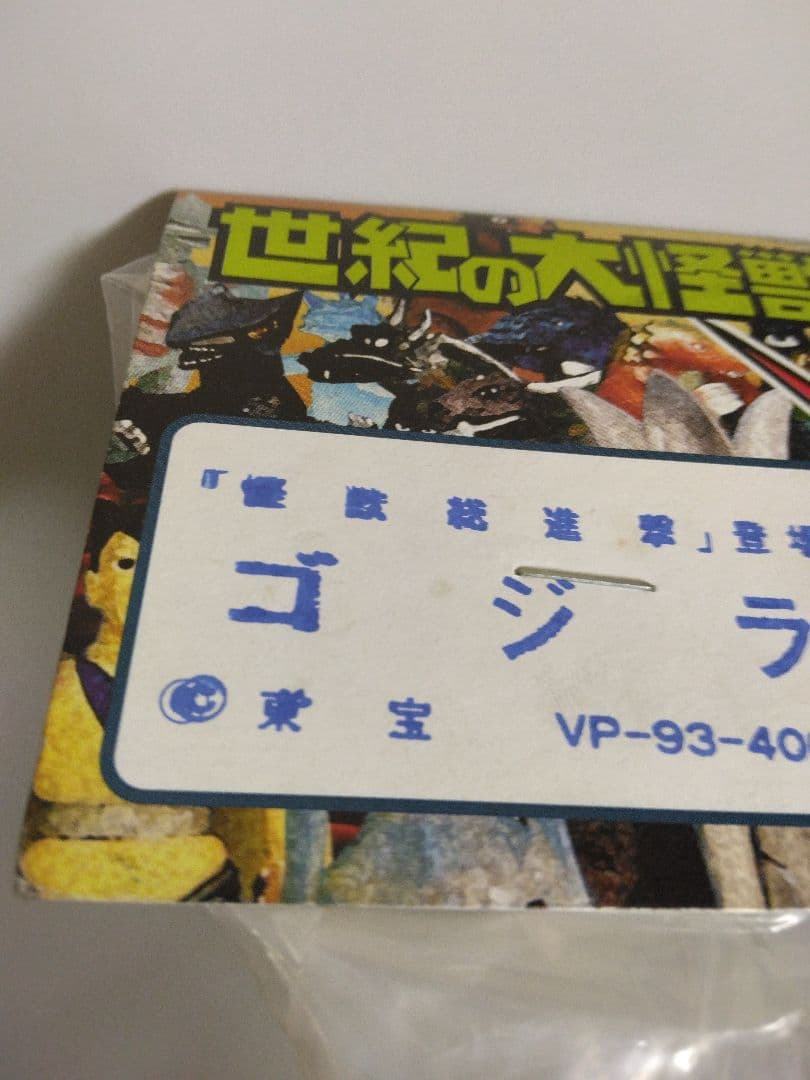 世紀の大怪獣
『怪獣総進撃』登場
ゴジラ
©東宝
VP-93-40